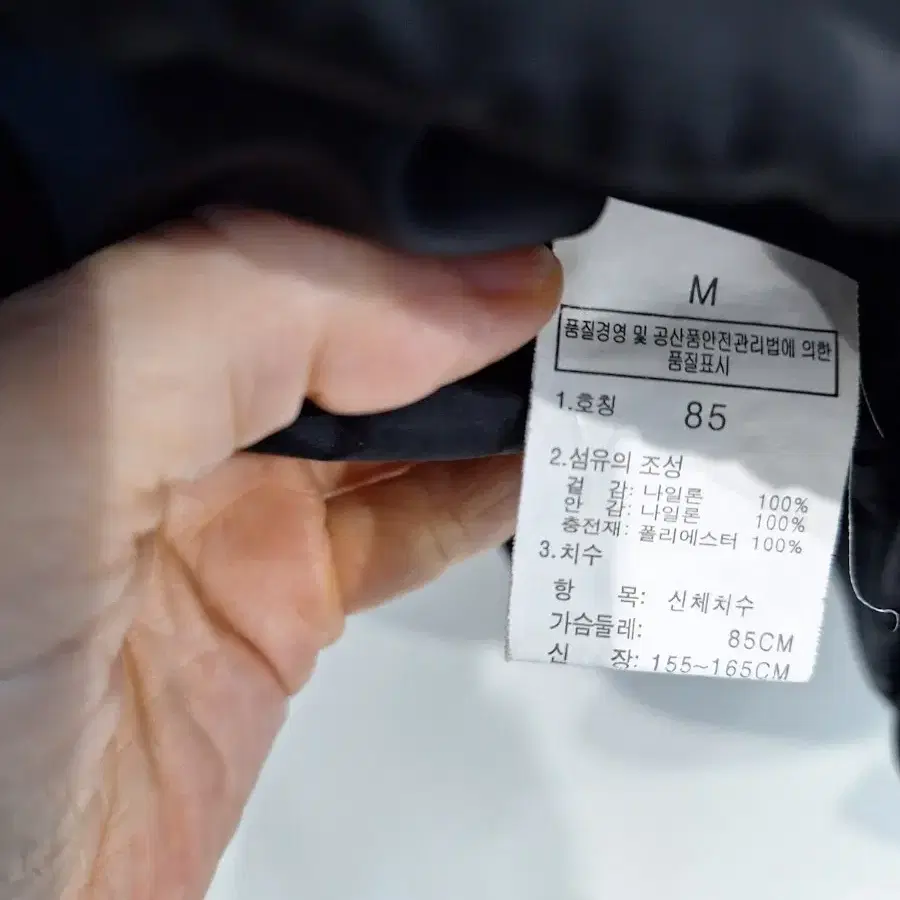 M
품질경영 및 공산품안전관리법에 의한
품질표시
1.호칭 85
2.섬유의 조성
겉 감: 나일론 100%
안 감: 나일론 100%
충전재: 폴리에스터 100%
3.치수
항 목: 신체치수
가슴둘레: 85CM
신 장: 155~165CM